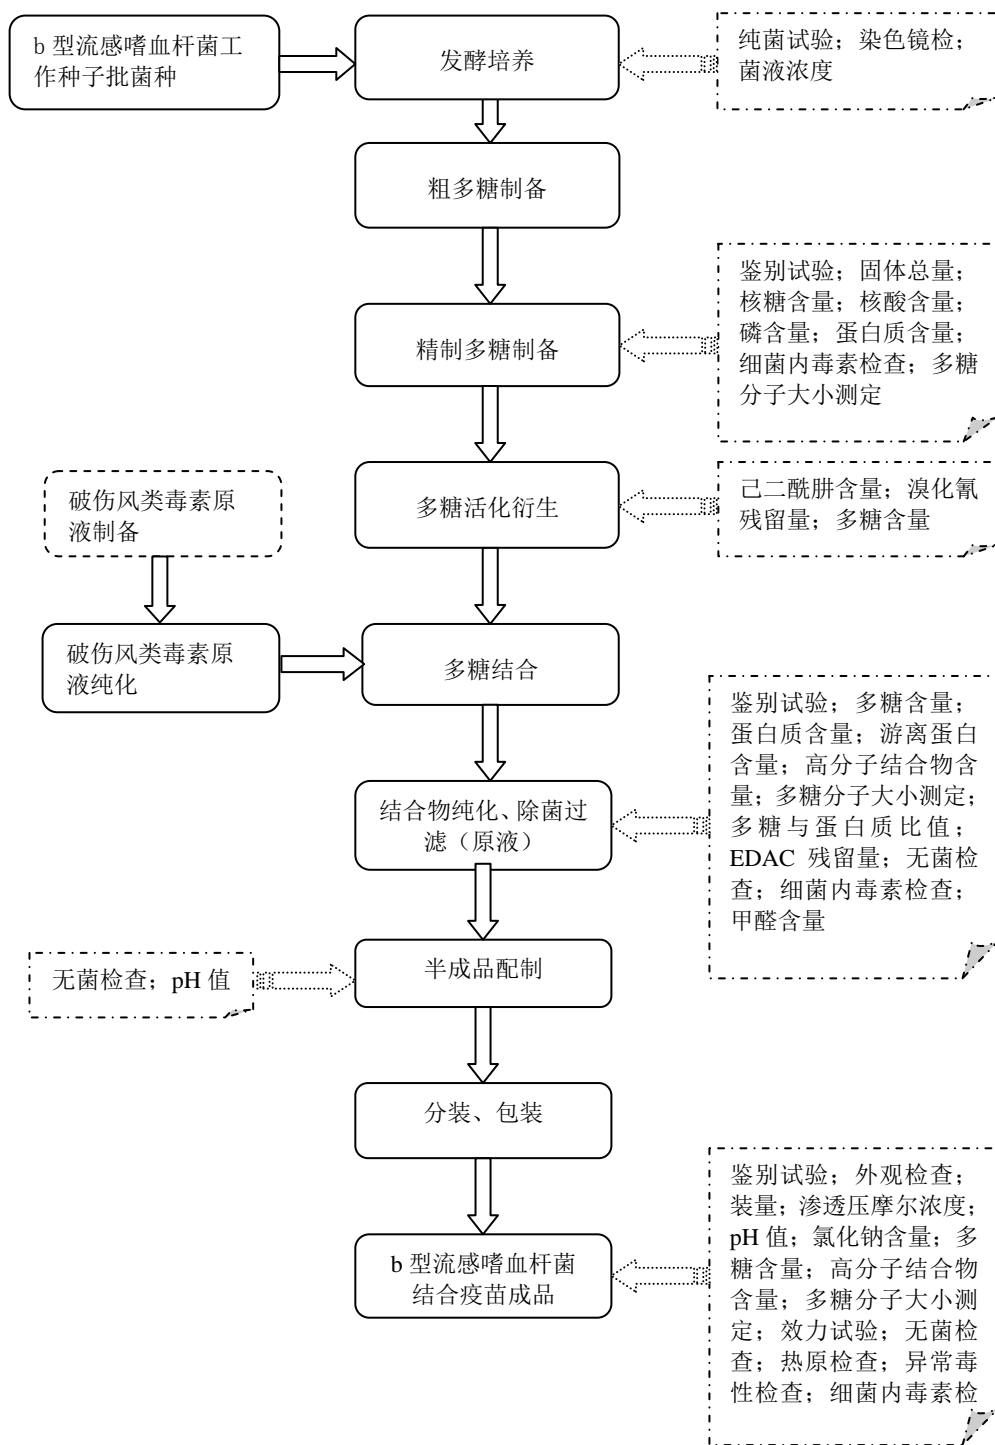 b 型流感嗜血杆菌工
作种子批菌种
发酵培养
纯菌试验；染色镜检；
菌液浓度
粗多糖制备
鉴别试验；固体总量；
核糖含量；核酸含量；
磷含量；蛋白质含量；
细菌内毒素检查；多糖
分子大小测定
精制多糖制备
己二酰肼含量；溴化氰
残留量；多糖含量
多糖活化衍生
破伤风类毒素原
液制备
破伤风类毒素原
液纯化
多糖结合
鉴别试验；多糖含量；
蛋白质含量；游离蛋白
含量；高分子结合物含
量；多糖分子大小测定；
多糖与蛋白质比值；
EDAC 残留量；无菌检
查；细菌内毒素检查；
甲醛含量
结合物纯化、除菌过
滤（原液）
无菌检查；pH 值
半成品配制
分装、包装
鉴别试验；外观检查；
装量；渗透压摩尔浓度；
pH 值；氯化钠含量；多
糖含量；高分子结合物
含量；多糖分子大小测
定；效力试验；无菌检
查；热原检查；异常毒
性检查；细菌内毒素检
b 型流感嗜血杆菌
结合疫苗成品